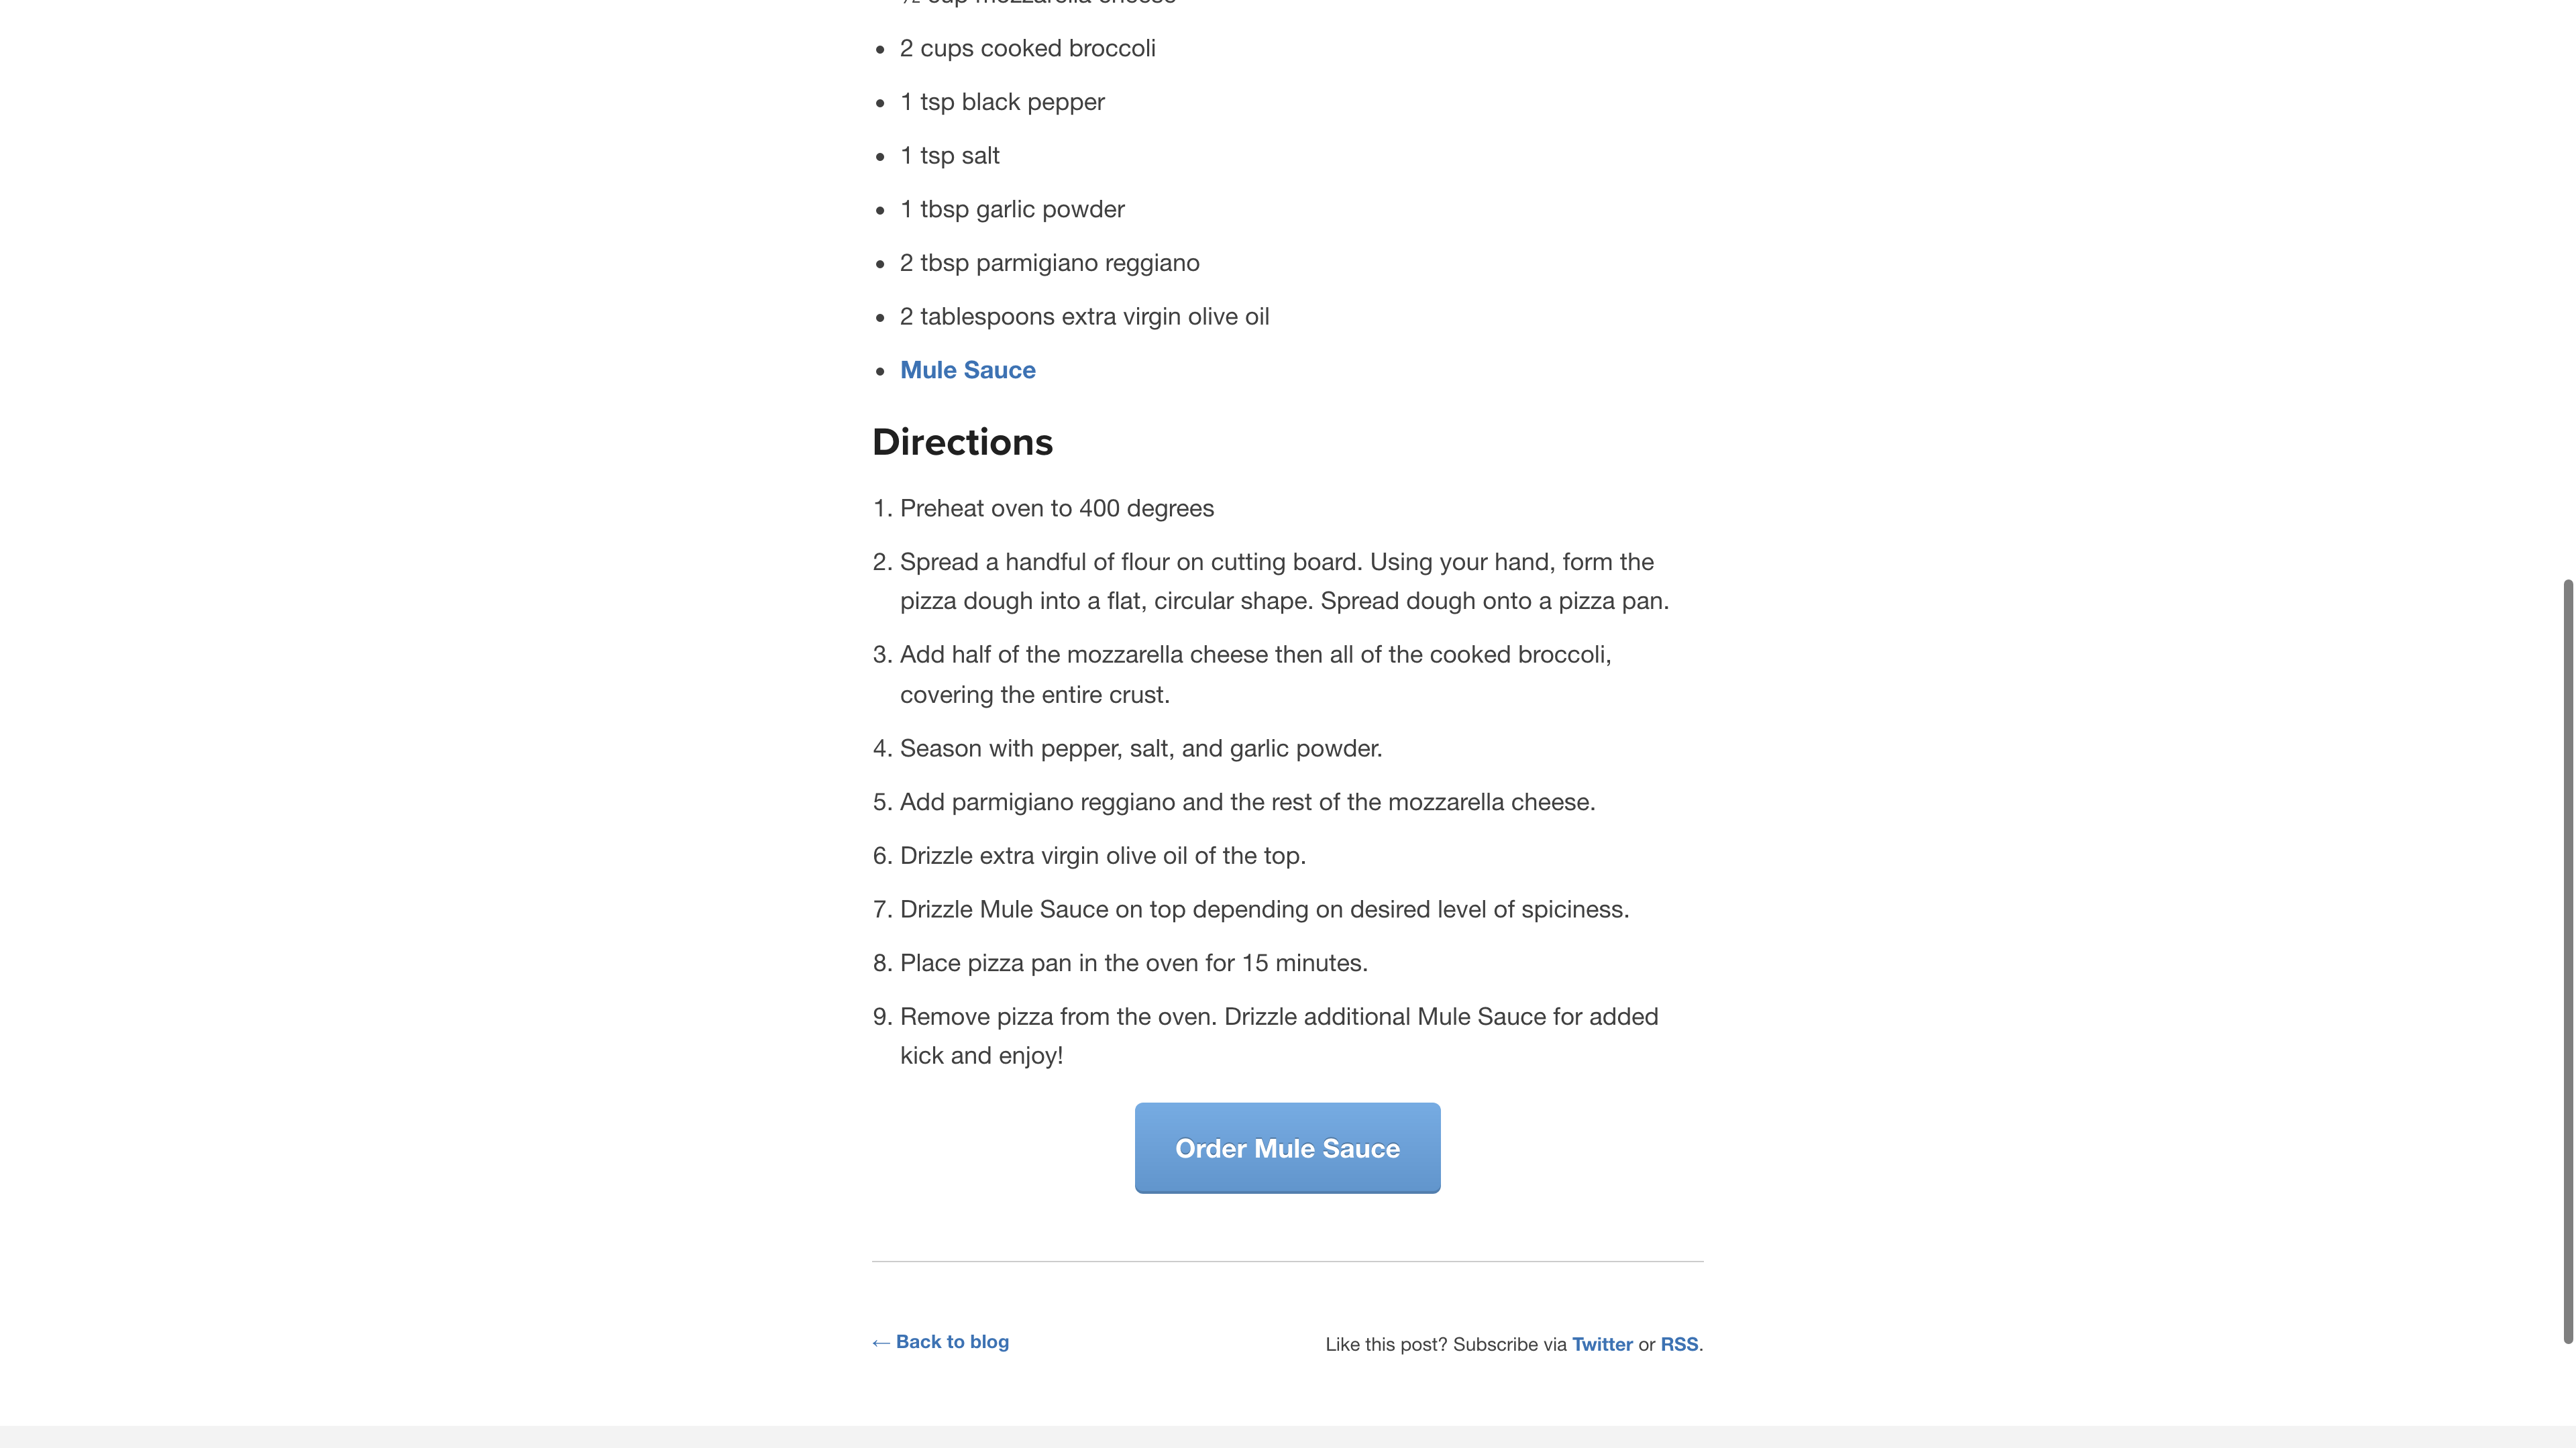 2 cups cooked broccoli
1 tsp black pepper
1 tsp salt
1 tbsp garlic powder
2 tbsp parmigiano reggiano
2 tablespoons extra virgin olive oil
Mule Sauce
Directions
1. Preheat oven to 400 degrees
2. Spread a handful of flour on cutting board. Using your hand, form the
pizza dough into a flat, circular shape. Spread dough onto a pizza pan.
3. Add half of the mozzarella cheese then all of the cooked broccoli,
covering the entire crust.
4. Season with pepper, salt, and garlic powder.
5. Add parmigiano reggiano and the rest of the mozzarella cheese.
6. Drizzle extra virgin olive oil of the top.
7. Drizzle Mule Sauce on top depending on desired level of spiciness.
8. Place pizza pan in the oven for 15 minutes.
9. Remove pizza from the oven. Drizzle additional Mule Sauce for added
kick and enjoy!
Order Mule Sauce
← Back to blog
Like this post? Subscribe via Twitter or RSS.